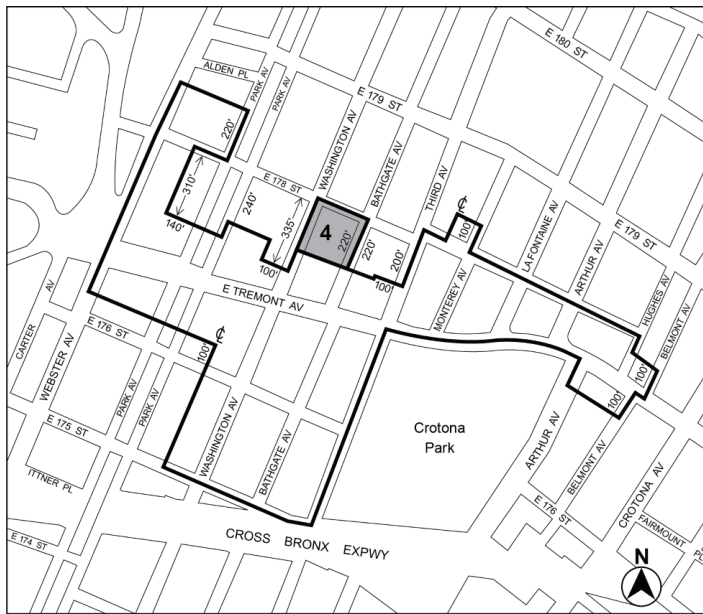 E 180 ST
ALDEN PL
PARK AV
PARK AV
E 179 ST
WASHINGTON AV
BATHGATE AV
THIRD AV
220'
310'
E 178 ST
240'
335'
4
220'
220'
200'
140'
100'
100'
℄
100'
LA FONTAINE AV
ARTHUR AV
E 179 ST
HUGHES AV
BELMONT AV
MONTEREY AV
E TREMONT AV
CARTER AV
WEBSTER AV
E 176 ST
℄
100'
PARK AV
PARK AV
E 175 ST
WASHINGTON AV
BATHGATE AV
ITTNER PL
E 174 ST
Crotona
Park
100'
100'
ARTHUR AV
BELMONT AV
E 176 ST
CROTONA AV
FAIRMOUNT PL
CROSS BRONX EXPWY
N